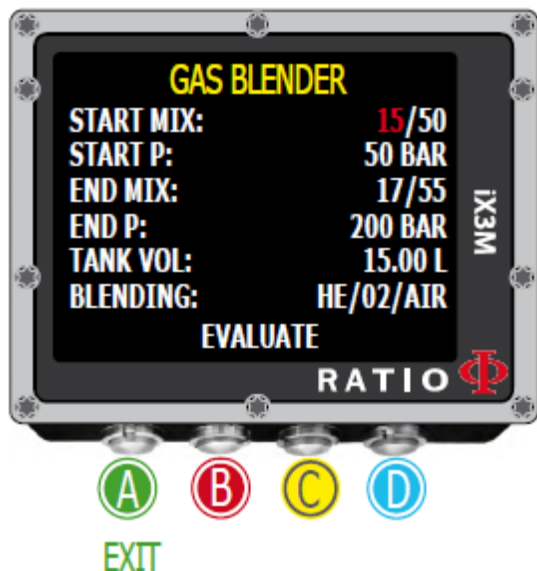 GAS BLENDER
START MIX: 15/50
START P: 50 BAR
END MIX: 17/55
END P: 200 BAR
TANK VOL: 15.00 L
BLENDING: HE/02/AIR
EVALUATE
iX3M
RATIO
A B C D
EXIT